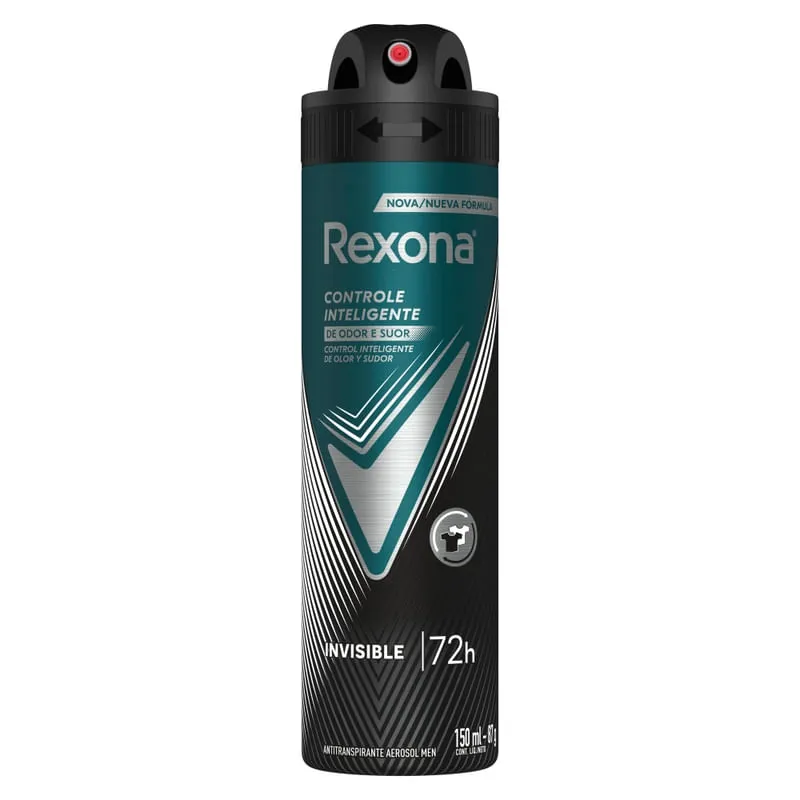 NOVA/NUEVA FÓRMULA
Rexona
CONTROLE
INTELIGENTE
DE ODOR E SUOR
CONTROL INTELIGENTE
DE OLOR Y SUDOR
INVISIBLE | 72h
150 ml – 87 g
CONT. LIQ./NETO
ANTITRANSPIRANTE AEROSOL MEN